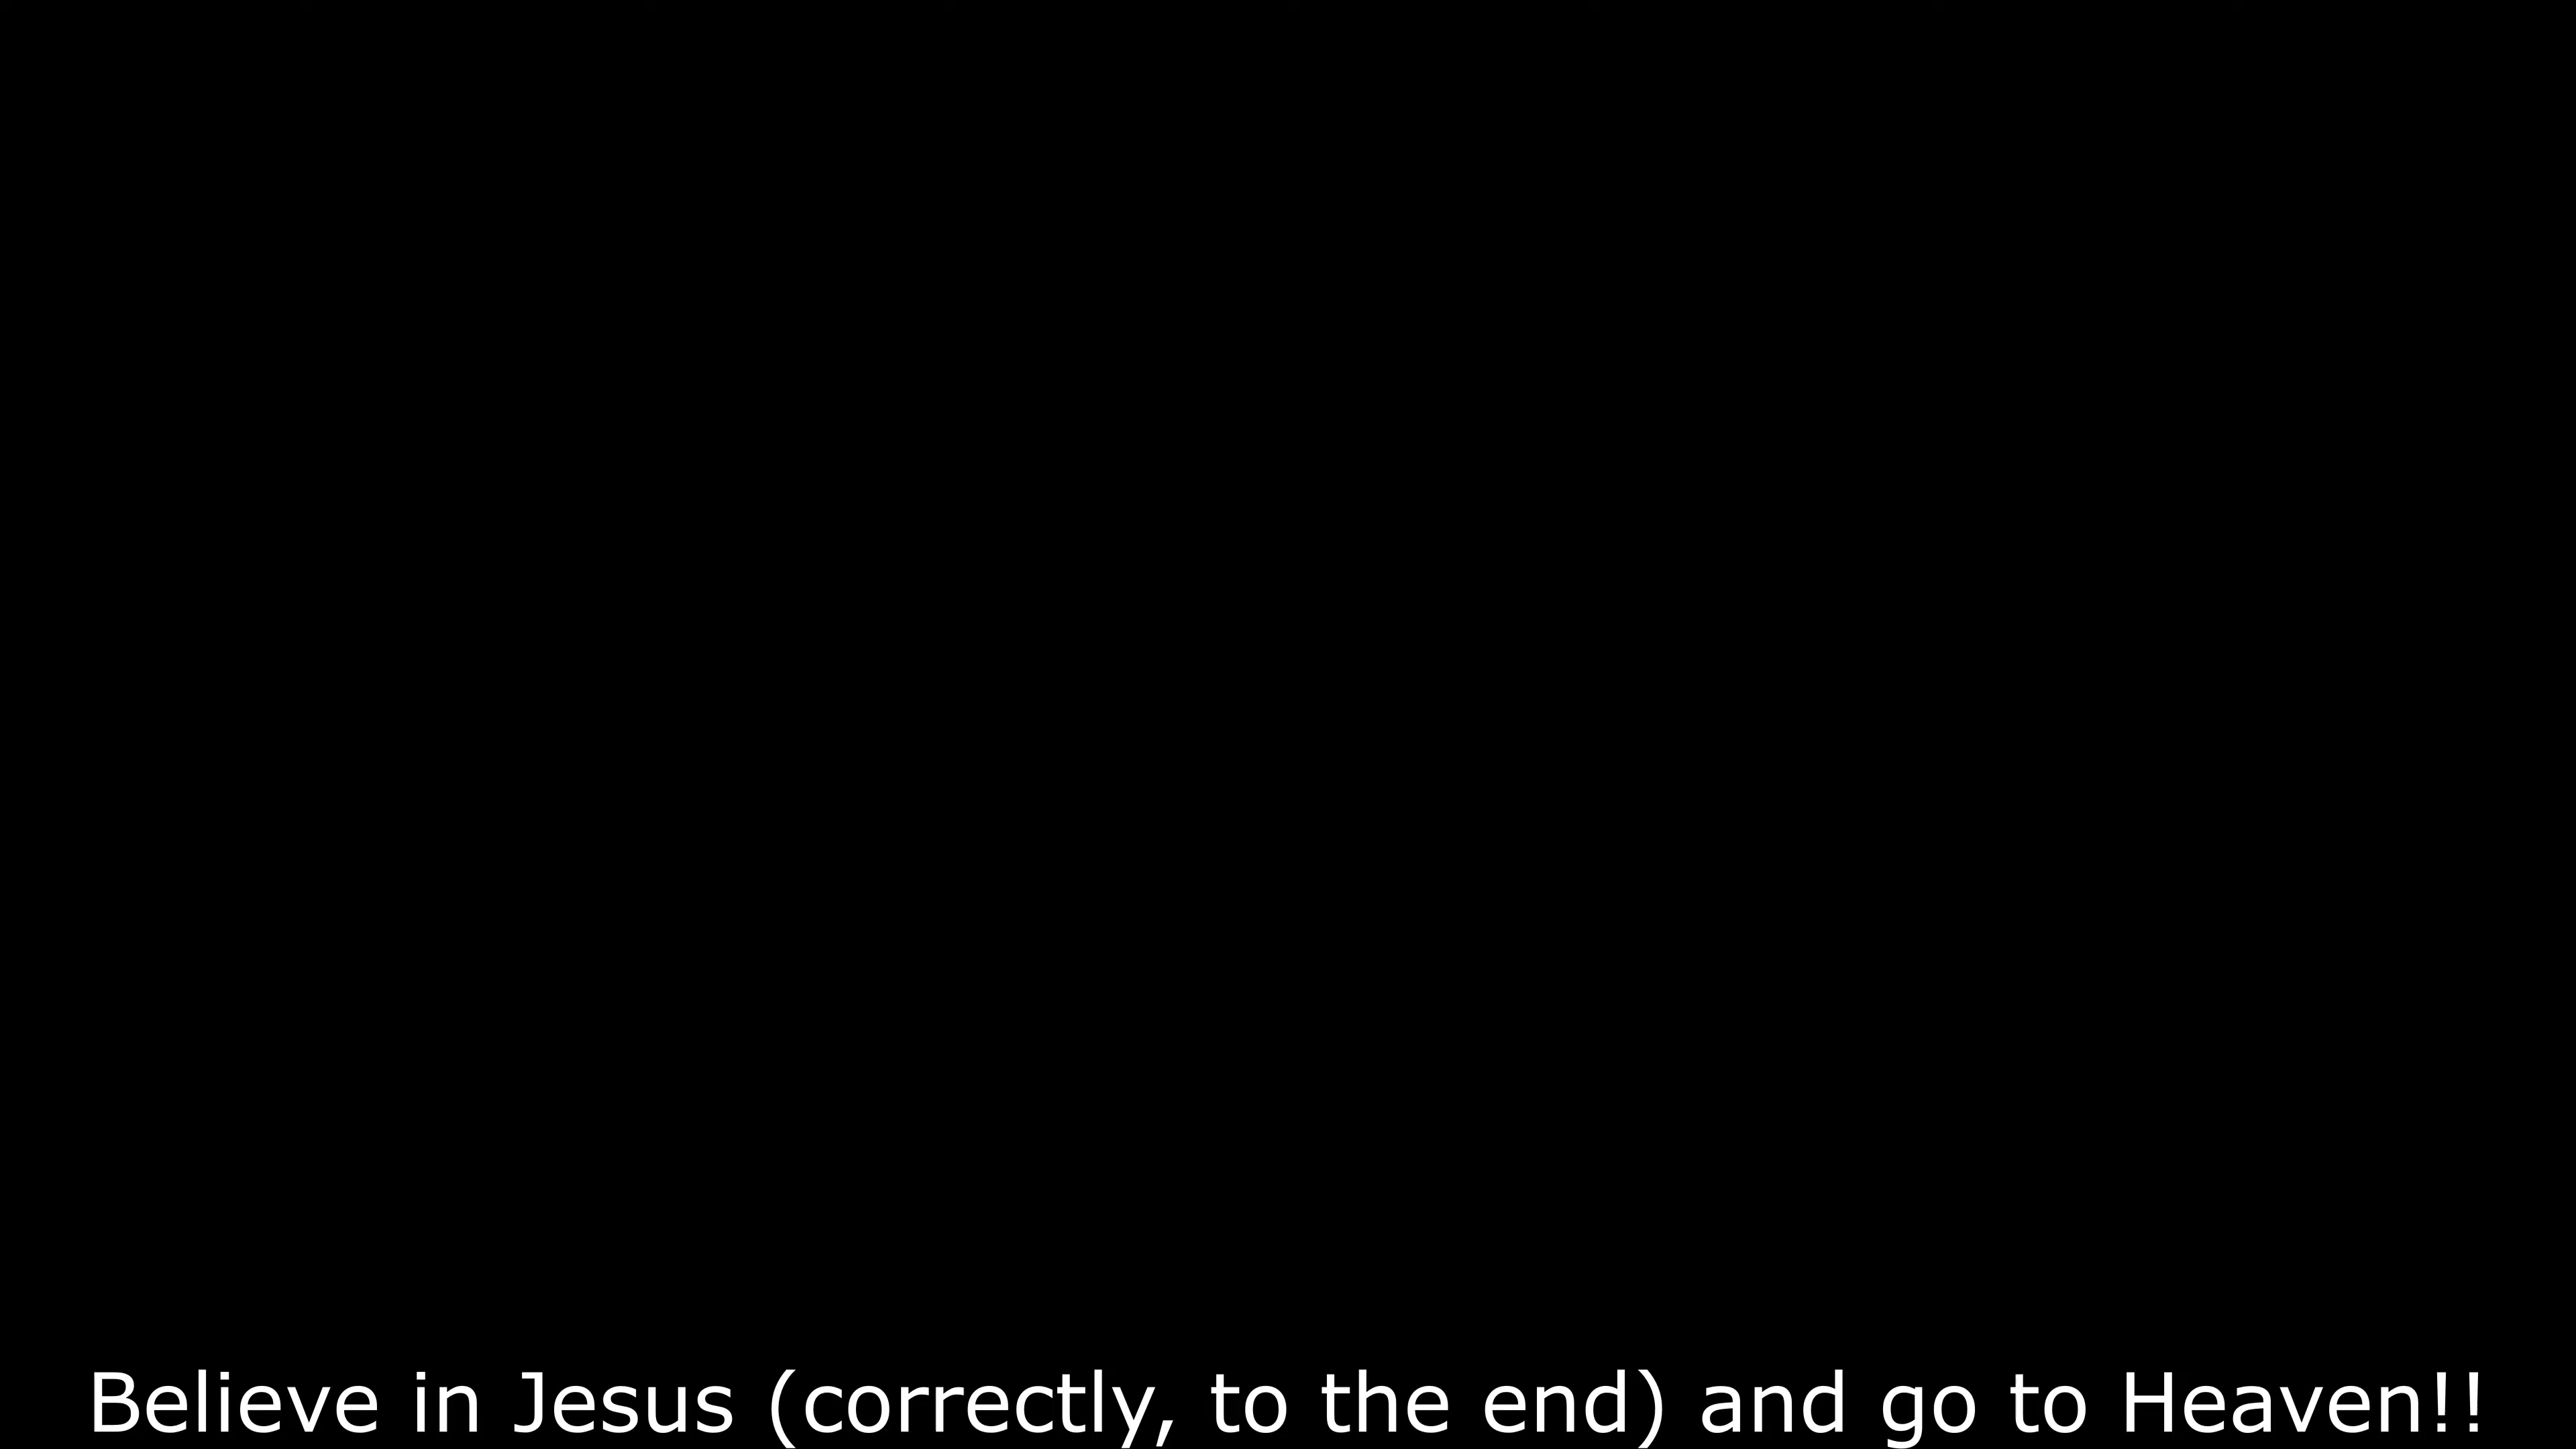 Believe in Jesus (correctly, to the end) and go to Heaven!!